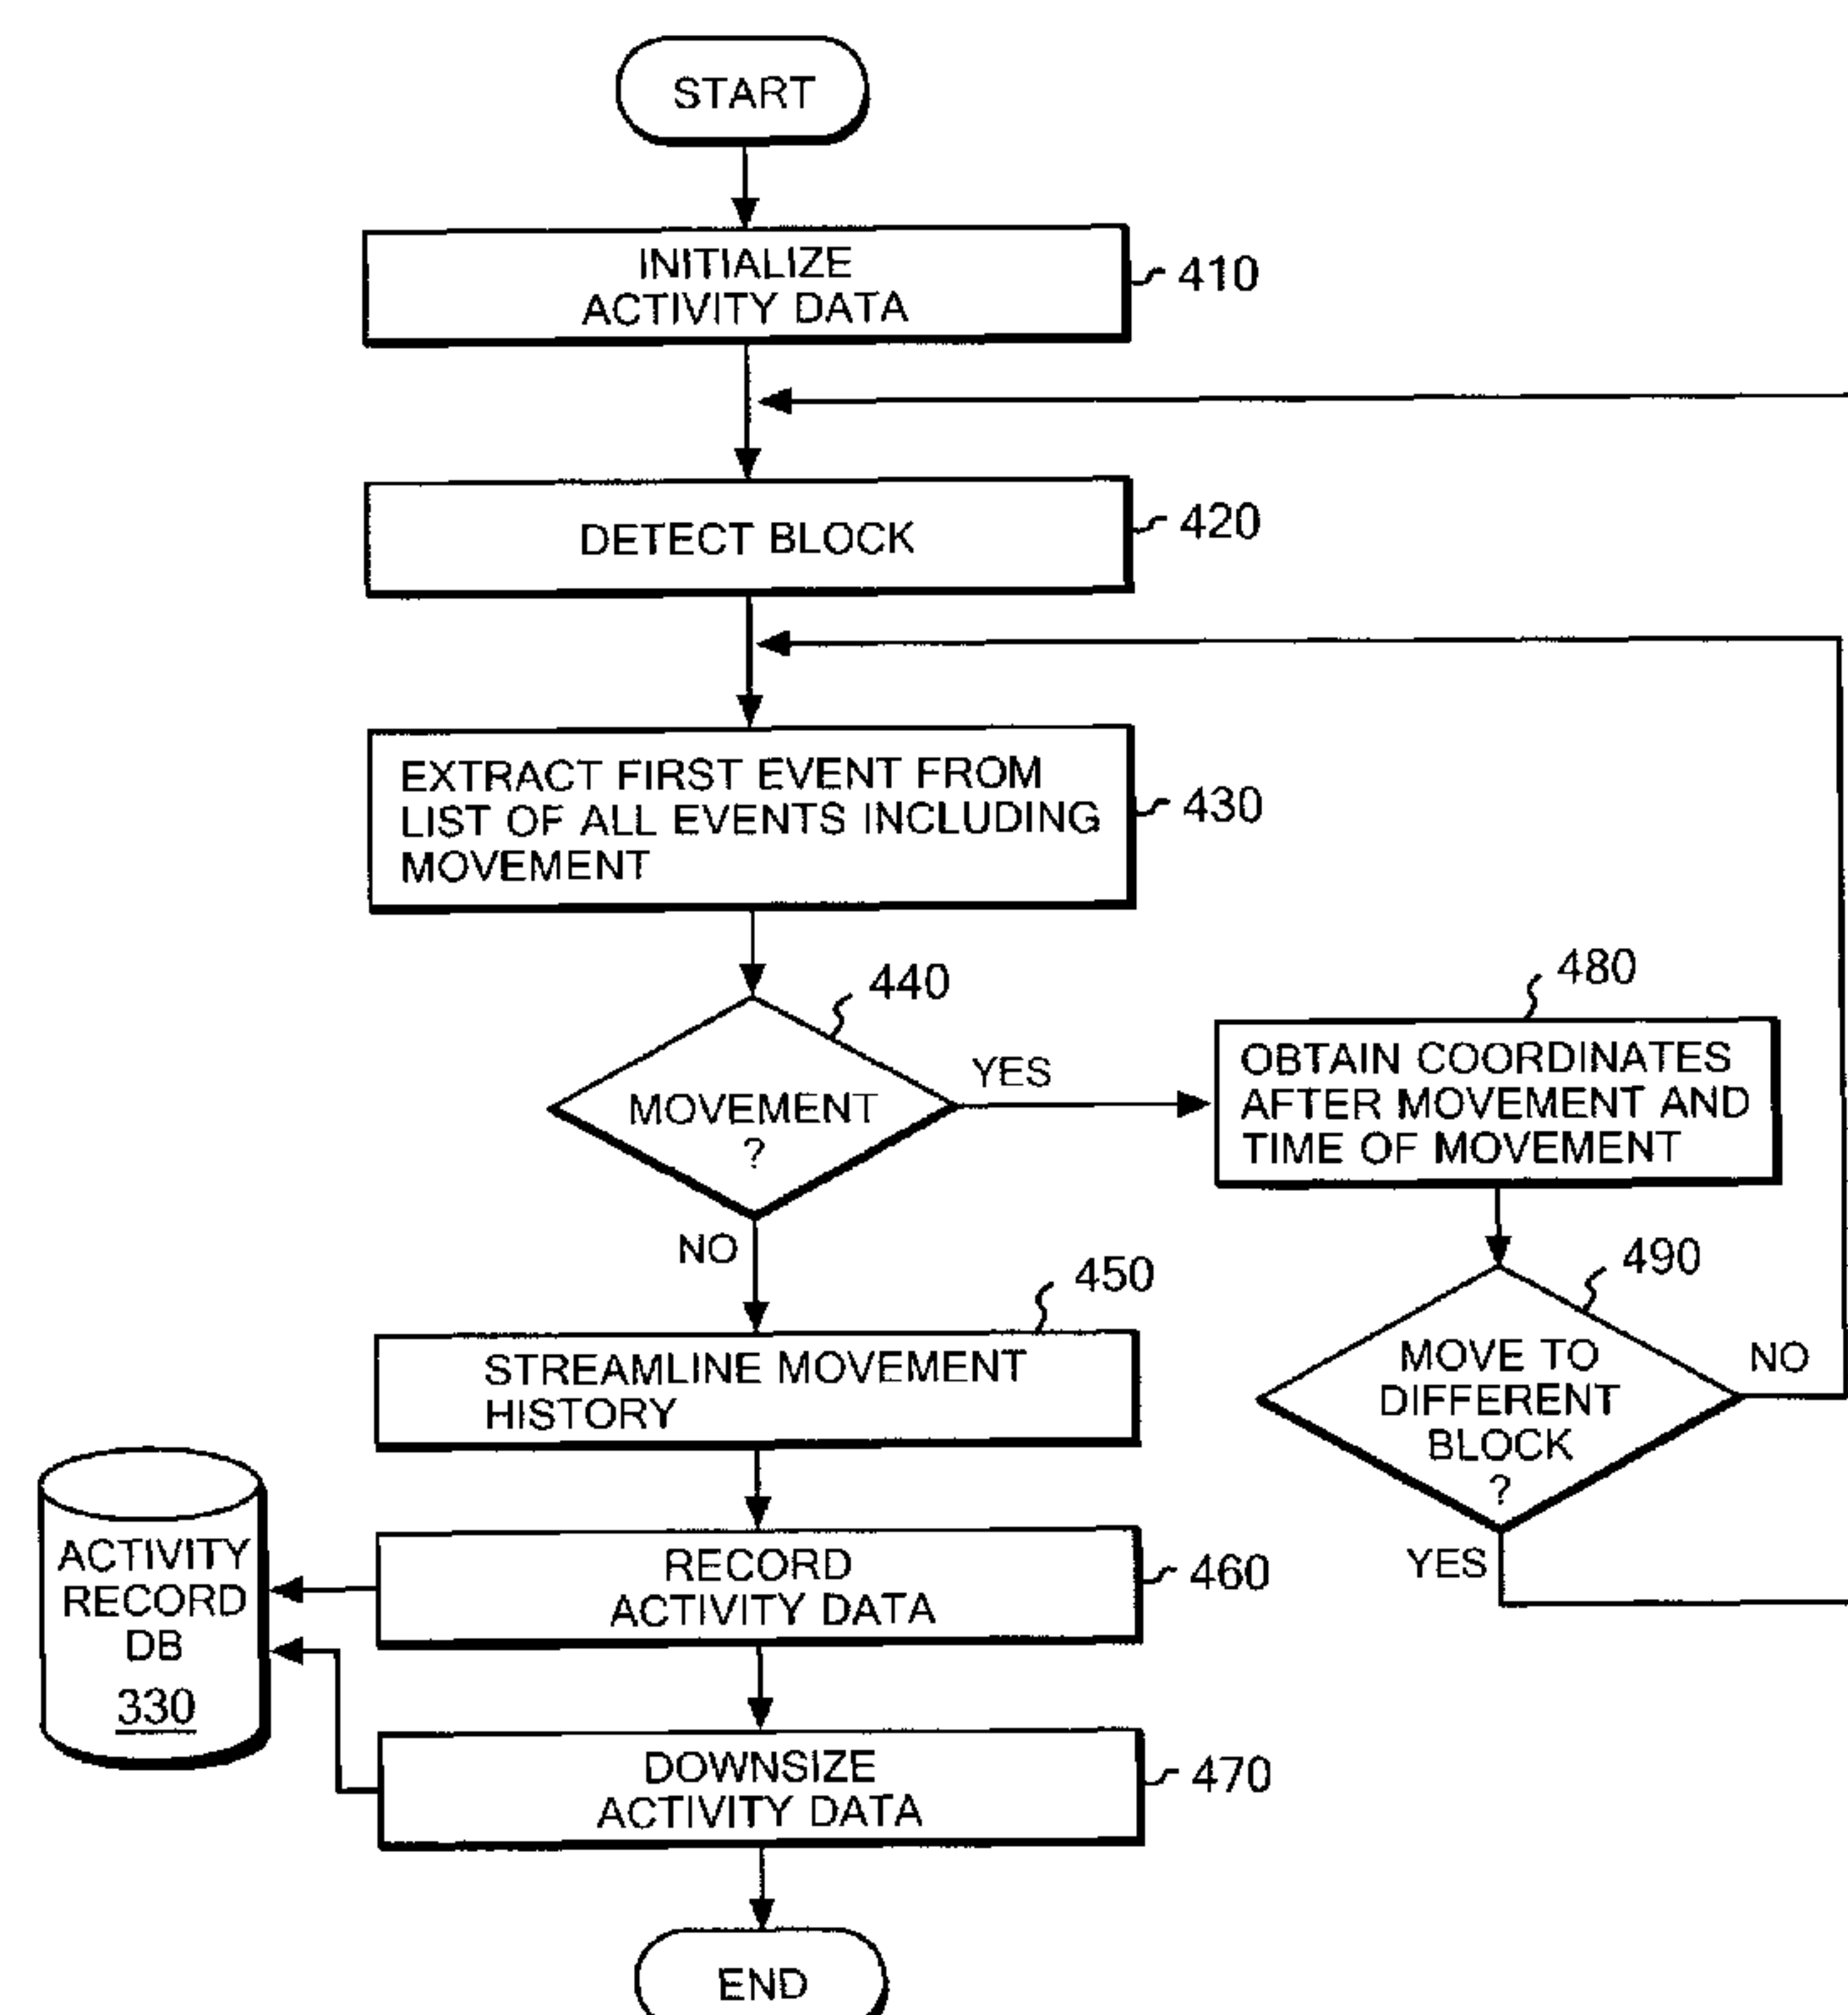 START
INITIALIZE
ACTIVITY DATA
410
DETECT BLOCK
420
EXTRACT FIRST EVENT FROM
LIST OF ALL EVENTS INCLUDING
MOVEMENT
430
440
MOVEMENT
?
YES
NO
480
OBTAIN COORDINATES
AFTER MOVEMENT AND
TIME OF MOVEMENT
490
MOVE TO
DIFFERENT
BLOCK
?
NO
YES
450
STREAMLINE MOVEMENT
HISTORY
RECORD
ACTIVITY DATA
460
ACTIVITY
RECORD
DB
330
DOWNSIZE
ACTIVITY DATA
470
END